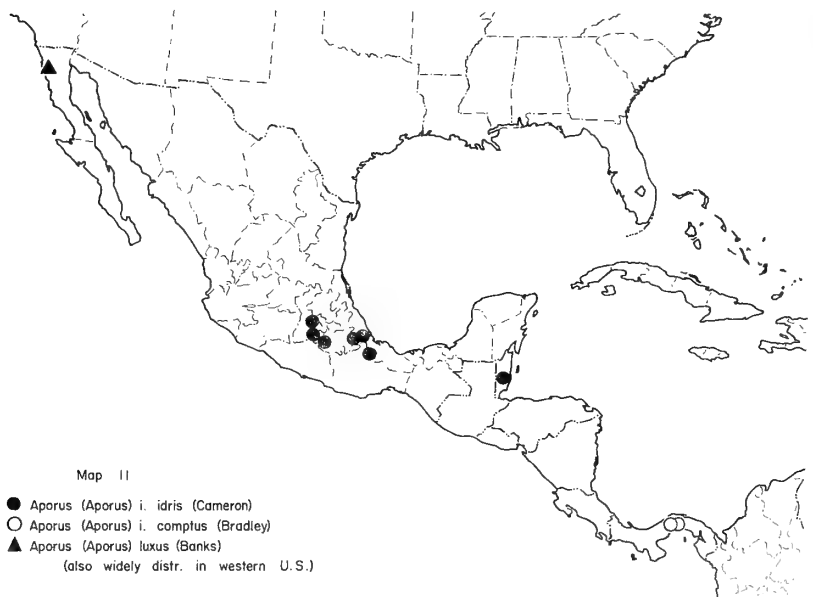 Map 11
Aporus (Aporus) i. idris (Cameron)
Aporus (Aporus) i. comptus (Bradley)
Aporus (Aporus) luxus (Banks)
(also widely distr. in western U.S.)